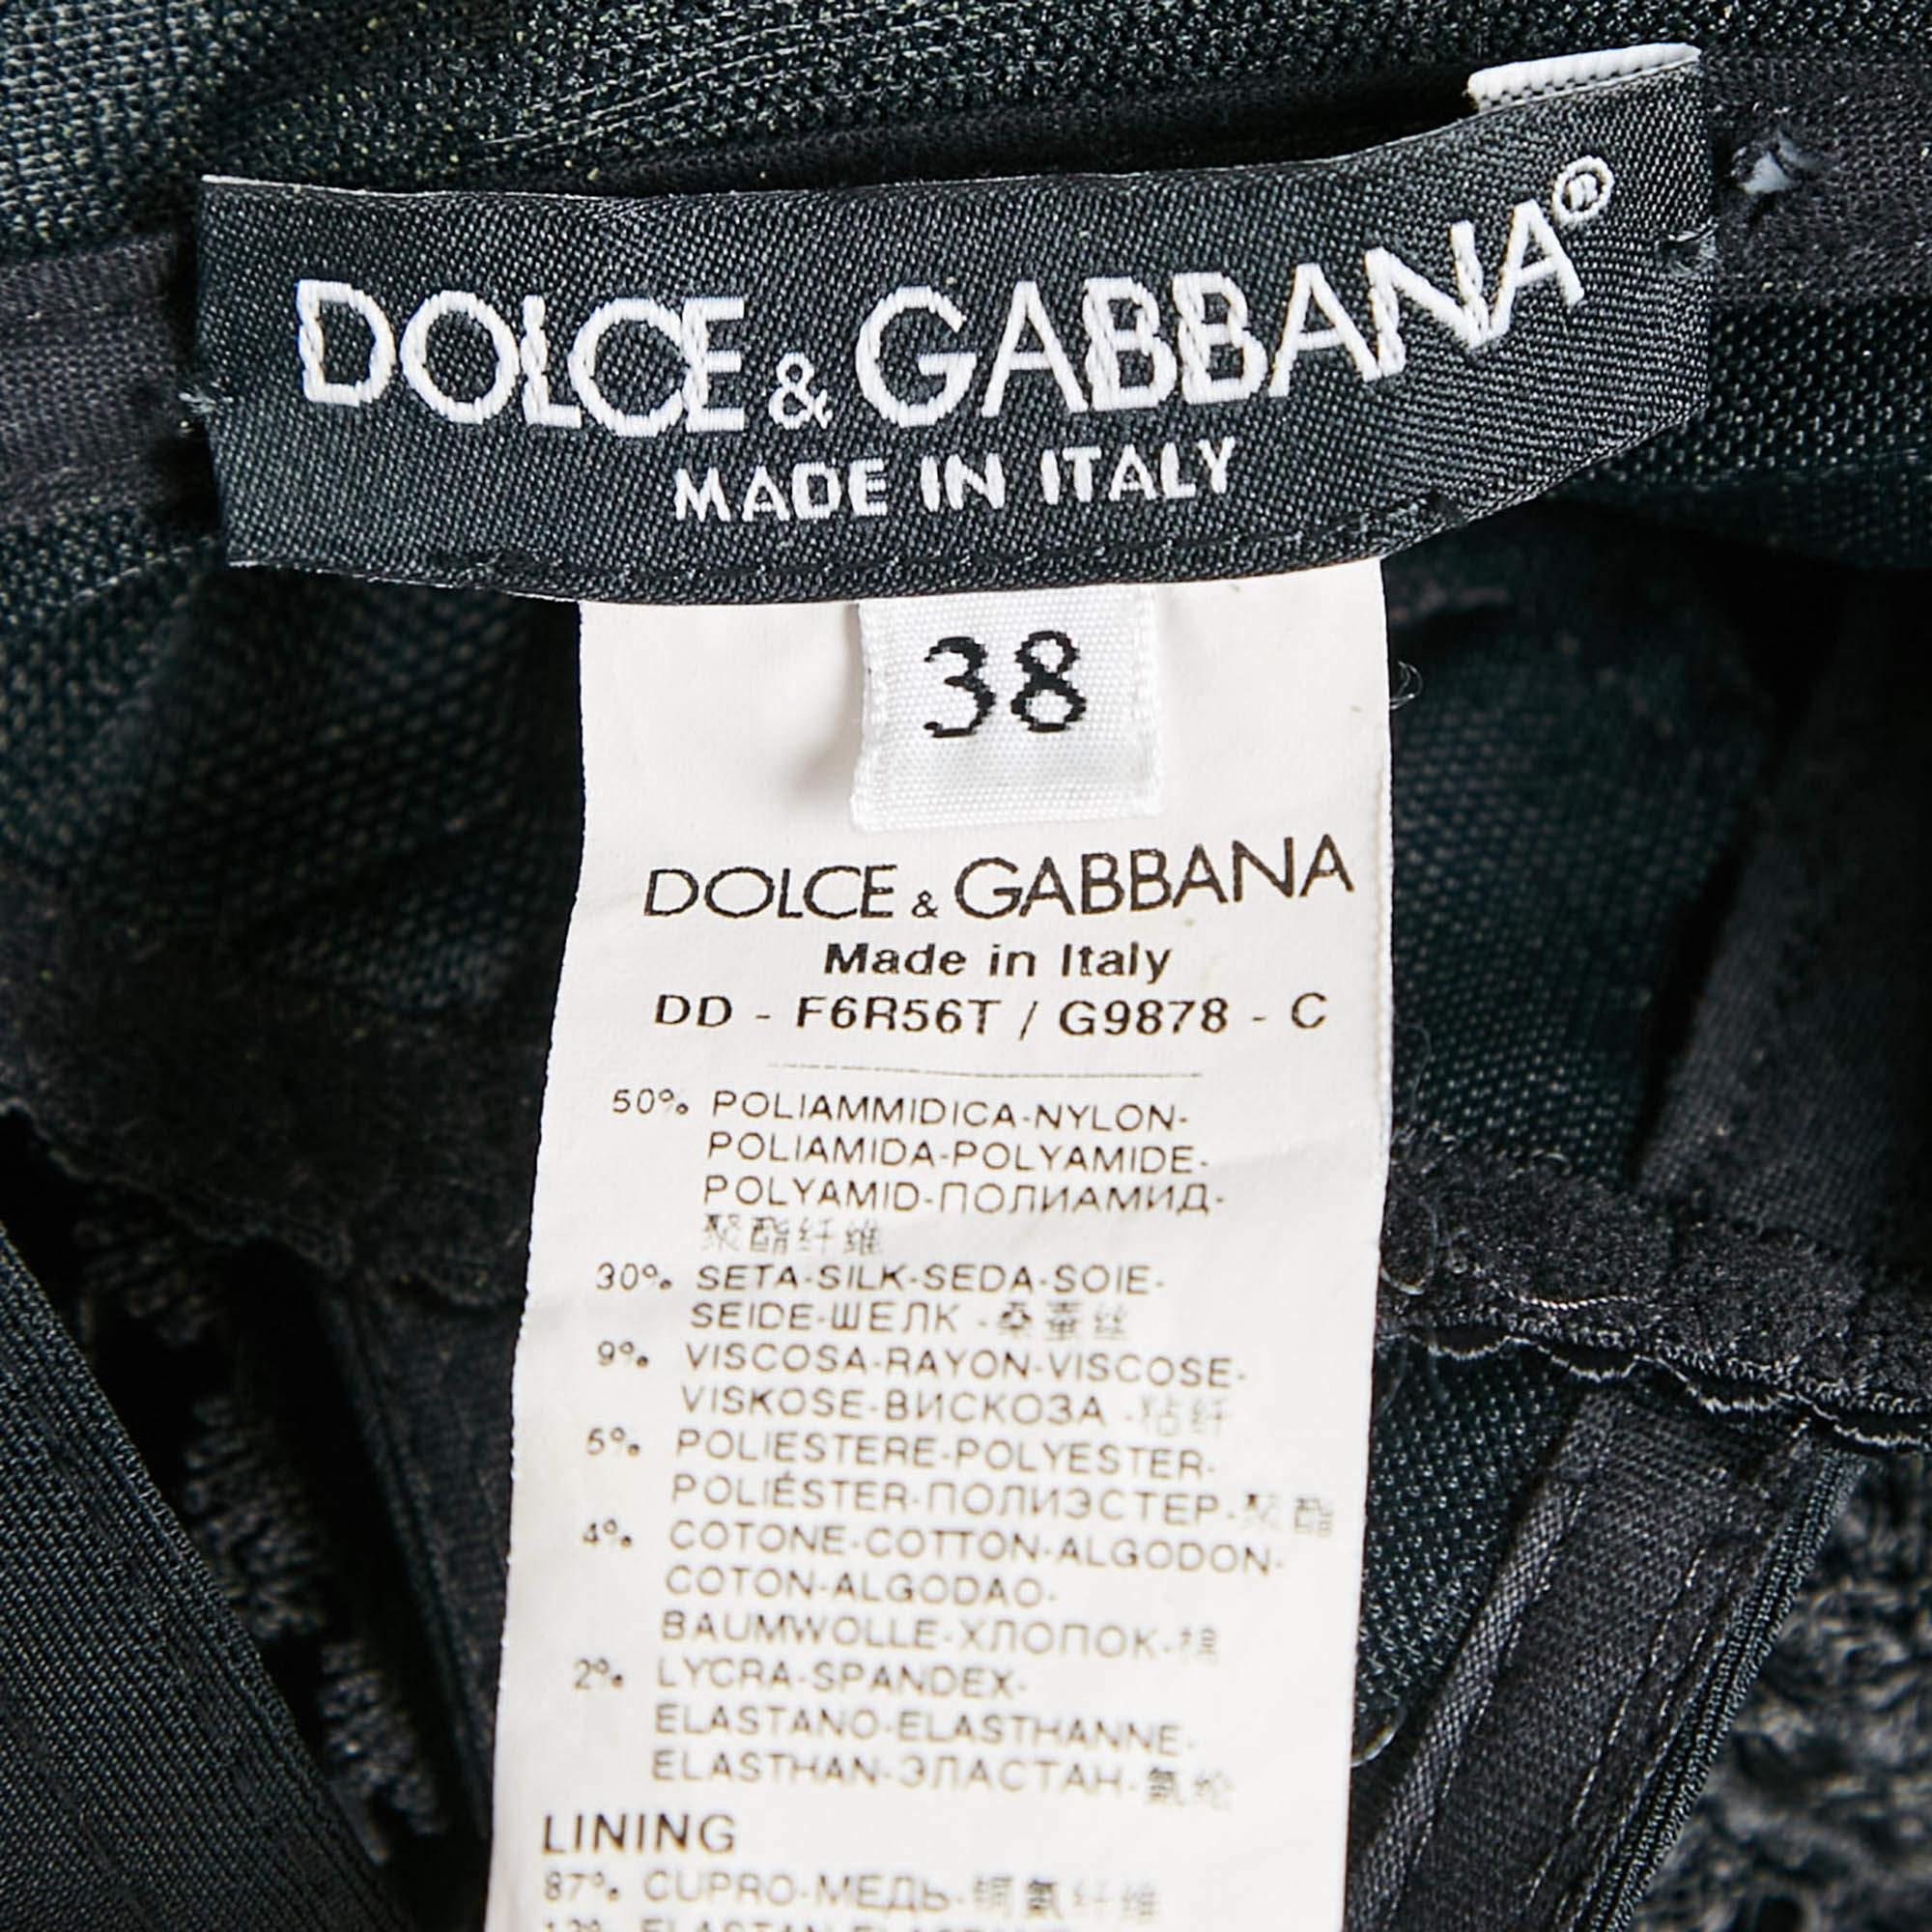 DOLCE & GABBANA®
MADE IN ITALY
38
DOLCE & GABBANA
Made in Italy
DD - F6R56T / G9878 - C
50% POLIAMMIDICA-NYLON-
POLIAMIDA-POLYAMIDE-
POLYAMID-ПОЛИАМИД-
聚酯纤维
30% SETA-SILK-SEDA-SOIE-
SEIDE-ШЕЛК -桑蚕丝
9% VISCOSA-RAYON-VISCOSE-
VISKOSE-ВИСКОЗА -粘纤
5% POLIESTERE-POLYESTER-
POLIÉSTER-ПОЛИЭСТЕР-聚酯
4% COTONE-COTTON-ALGODON-
COTON-ALGODAO-
BAUMWOLLE-ХЛОПОК-棉
2% LYCRA-SPANDEX-
ELASTANO-ELASTHANNE-
ELASTHAN-ЭЛАСТАН-氨纶
LINING
87% CUPRO-МЕДЬ-铜氨纤维